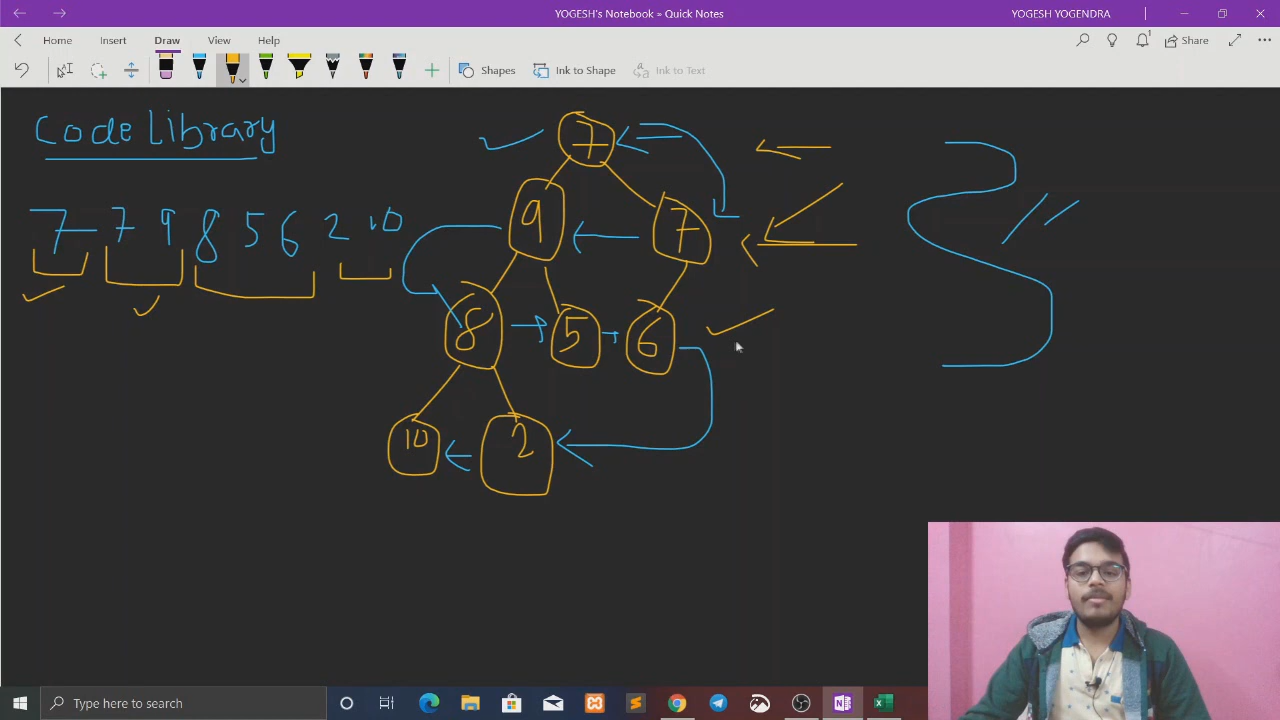 YOGESH's Notebook » Quick Notes
YOGESH YOGENDRA
Home Insert Draw View Help
Share
Shapes
Ink to Shape
Ink to Text
Code Library
7 7 9 8 5 6 2 10
7
9 7
8 5 6
10 2
Type here to search